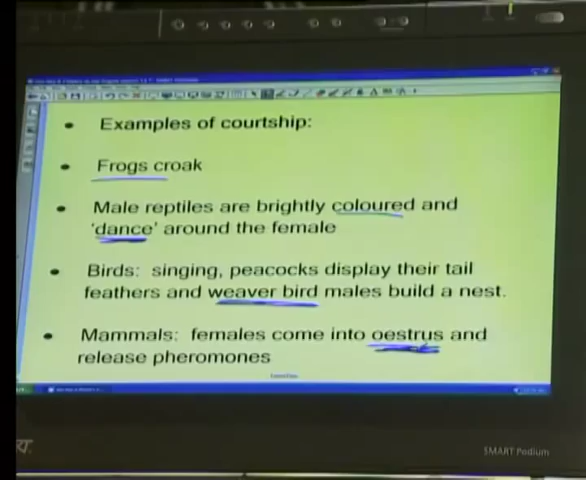 Examples of courtship:
Frogs croak
Male reptiles are brightly coloured and
'dance' around the female
Birds: singing, peacocks display their tail
feathers and weaver bird males build a nest.
Mammals: females come into oestrus and
release pheromones
SMART Podium